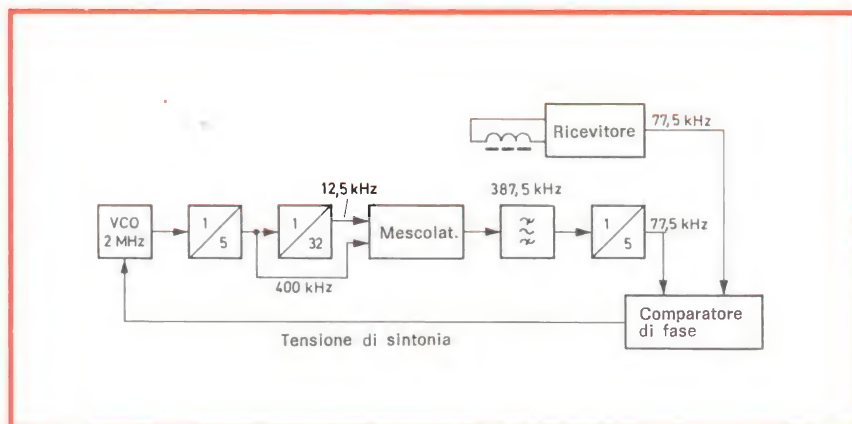 Ricevitore
77,5 kHz
12,5 kHz
387,5 kHz
VCO
2 MHz
1
5
1
32
Mescolat.
1
5
77,5 kHz
400 kHz
Comparatore
di fase
Tensione di sintonia